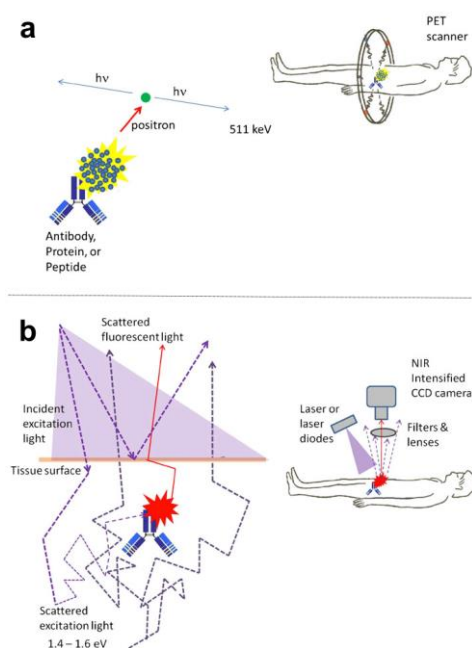 a
PET
scanner
hν
hν
positron
511 keV
Antibody,
Protein, or
Peptide
b
Scattered
fluorescent light
Incident
excitation
light
Tissue surface
Scattered
excitation light
1.4 – 1.6 eV
NIR
Intensified
CCD camera
Laser or
laser
diodes
Filters &
lenses